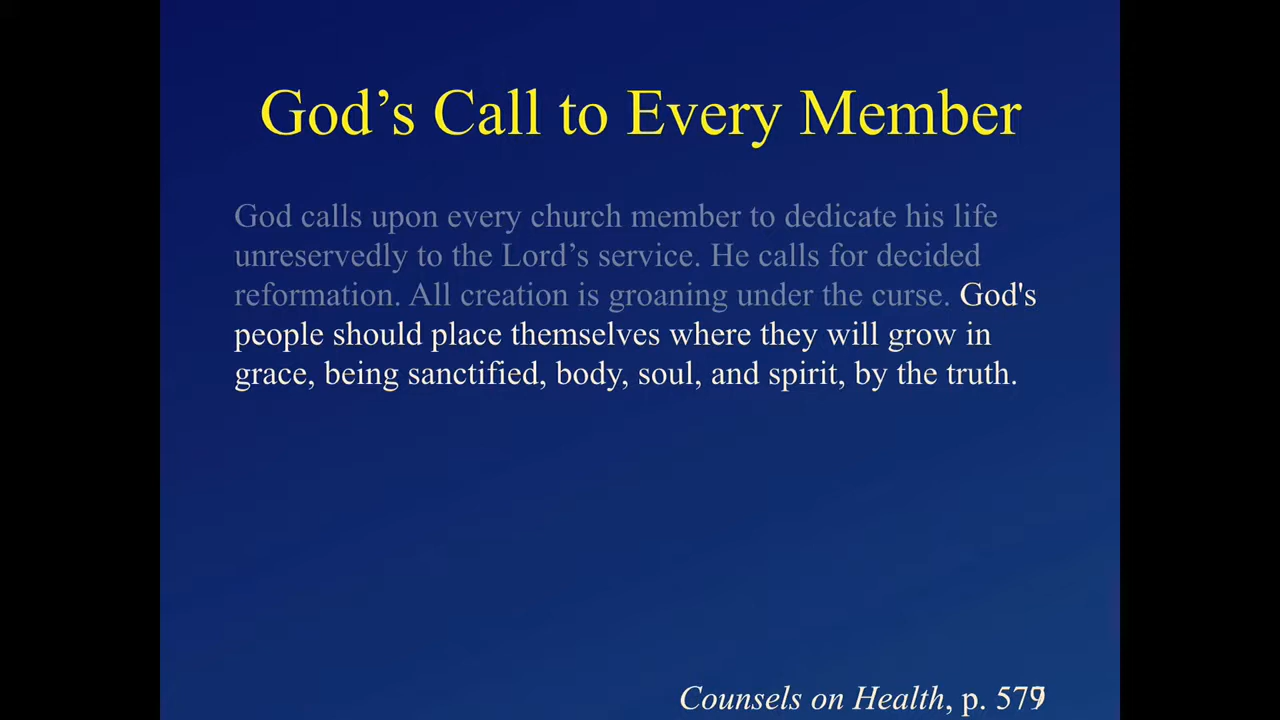 God’s Call to Every Member
God calls upon every church member to dedicate his life
unreservedly to the Lord’s service. He calls for decided
reformation. All creation is groaning under the curse. God's
people should place themselves where they will grow in
grace, being sanctified, body, soul, and spirit, by the truth.
Counsels on Health, p.